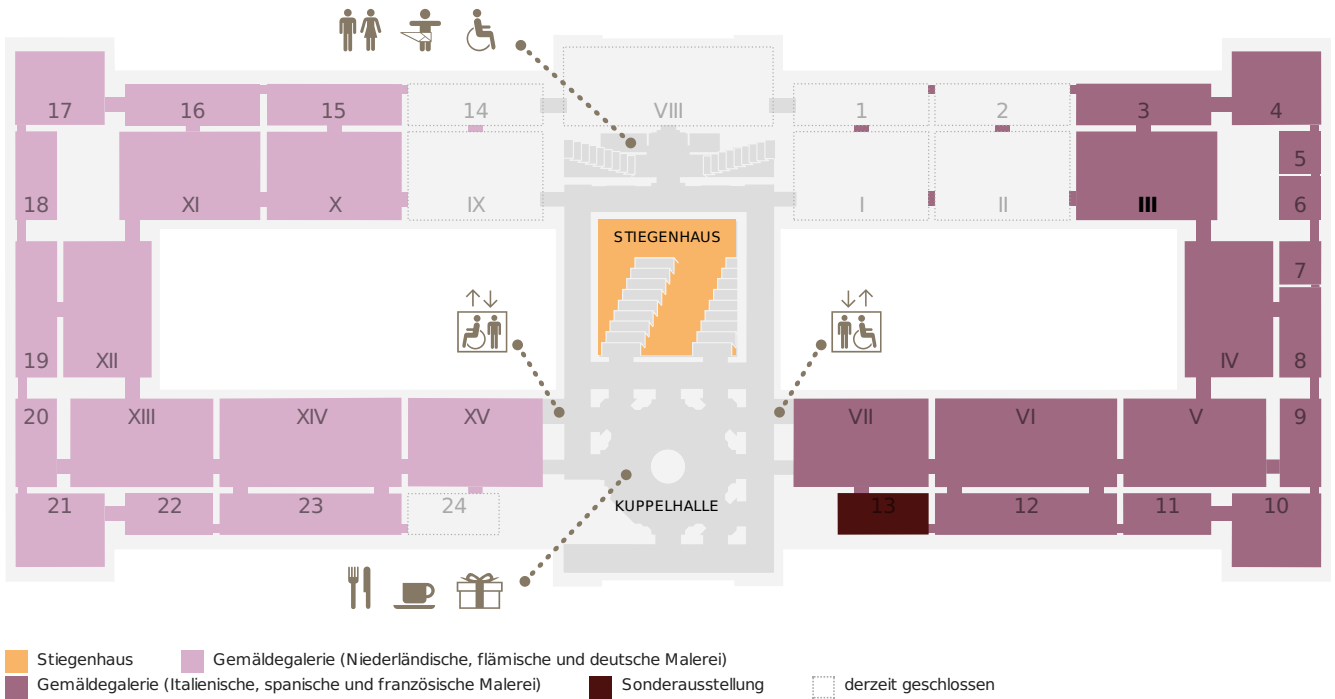 17 16 15 14 VIII 1 2 3 4
5
18 XI X IX I II III 6
STIEGENHAUS
7
19 XII IV 8
20 XIII XIV XV VII VI V 9
21 22 23 24 KUPPELHALLE 13 12 11 10
Stiegenhaus Gemäldegalerie (Niederländische, flämische und deutsche Malerei)
Gemäldegalerie (Italienische, spanische und französische Malerei) Sonderausstellung derzeit geschlossen